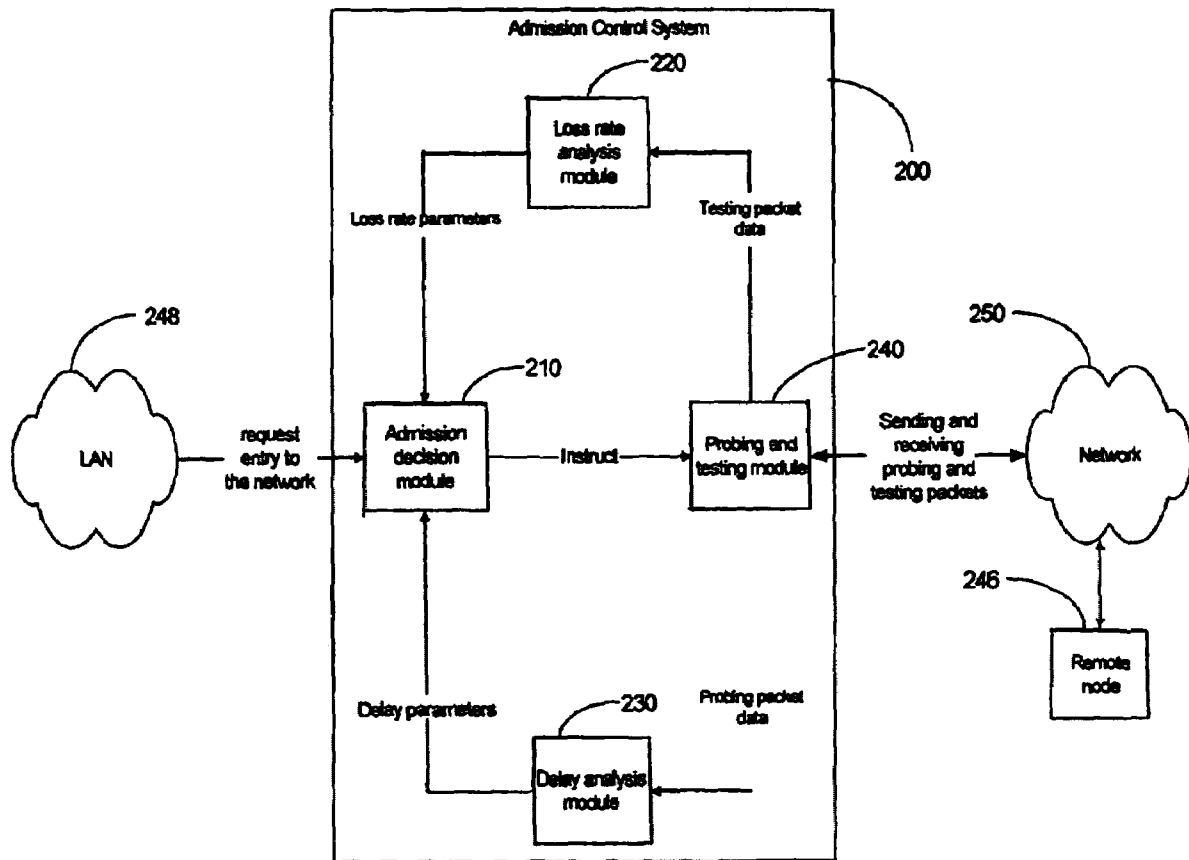 Admission Control System
220
Loss rate
analysis
module
200
Loss rate parameters
Testing packet
data
248
250
210
240
LAN
request
entry to
the network
Admission
decision
module
Instruct
Probing and
testing module
Sending and
receiving
probing and
testing packets
Network
246
Remote
node
Delay parameters
230
Probing packet
data
Delay analysis
module